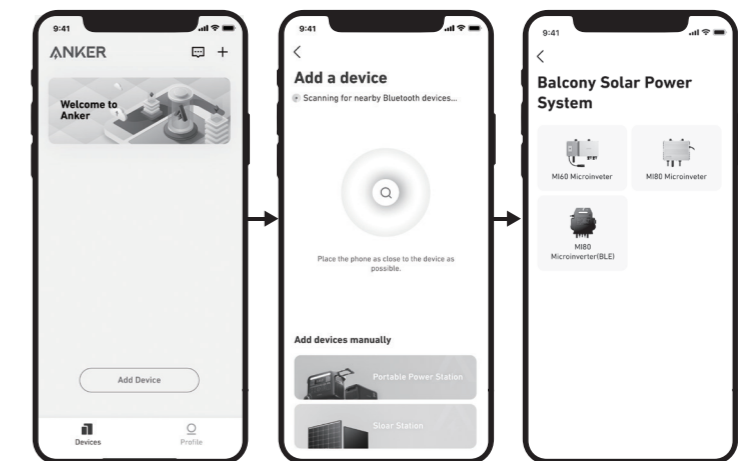 9:41
ANKER
Welcome to
Anker
Add Device
Devices
Profile
9:41
Add a device
Scanning for nearby Bluetooth devices...
Place the phone as close to the device as
possible.
Add devices manually
Portable Power Station
Sloar Station
9:41
Balcony Solar Power
System
MI60 Microinveter
MI80 Microinveter
MI80
Microinverter(BLE)